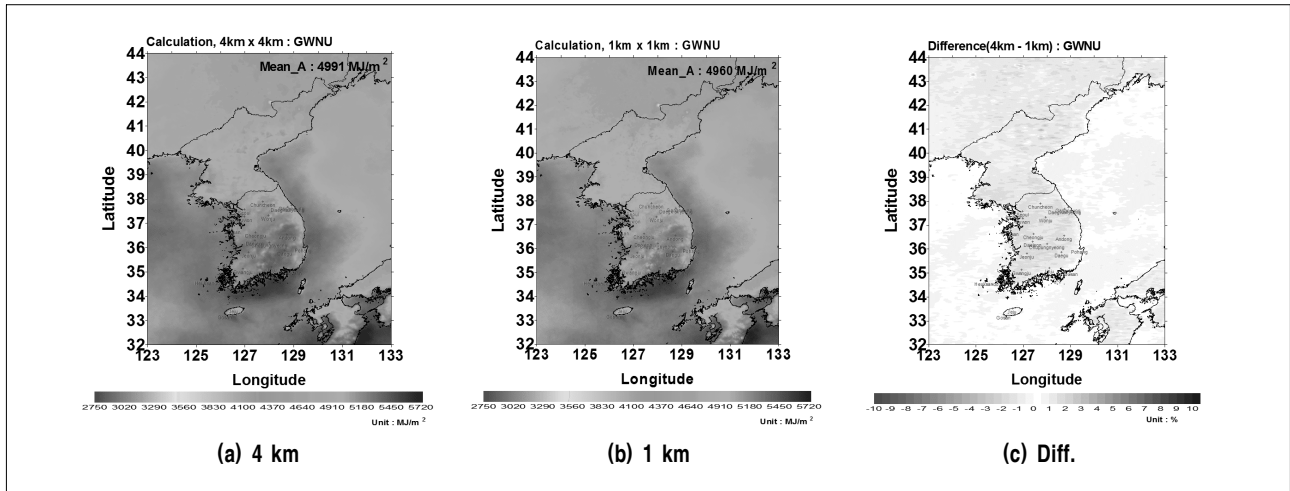 Calculation, 4km x 4km : GWNU
Mean_A : 4991 MJ/m 2
Latitude
44
43
42
41
40
39
38
37
36
35
34
33
32
123 125 127 129 131 133
Longitude
2750 3020 3290 3560 3830 4100 4370 4640 4910 5180 5450 5720
Unit : MJ/m 2
(a) 4 km
Calculation, 1km x 1km : GWNU
Mean_A : 4960 MJ/m 2
Latitude
44
43
42
41
40
39
38
37
36
35
34
33
32
123 125 127 129 131 133
Longitude
2750 3020 3290 3560 3830 4100 4370 4640 4910 5180 5450 5720
Unit : MJ/m 2
(b) 1 km
Difference(4km - 1km) : GWNU
Latitude
44
43
42
41
40
39
38
37
36
35
34
33
32
Chuncheon
Wonju
Cheongju
Andong
Pohang
Daegu
123 125 127 129 131 133
Longitude
-10 -9 -8 -7 -6 -5 -4 -3 -2 -1 0 1 2 3 4 5 6 7 8 9 10
Unit : %
(c) Diff.